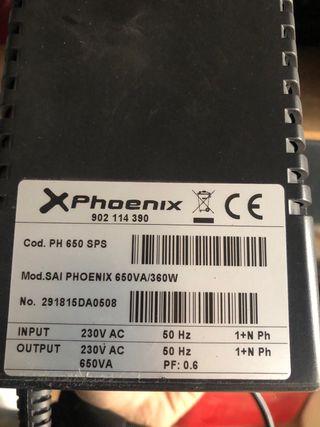 Phoenix
902 114 390
Cod. PH 650 SPS
Mod.SAI PHOENIX 650VA/360W
No. 291815DA0508
INPUT 230V AC 50 Hz 1+N Ph
OUTPUT 230V AC 50 Hz 1+N Ph
650VA PF: 0.6